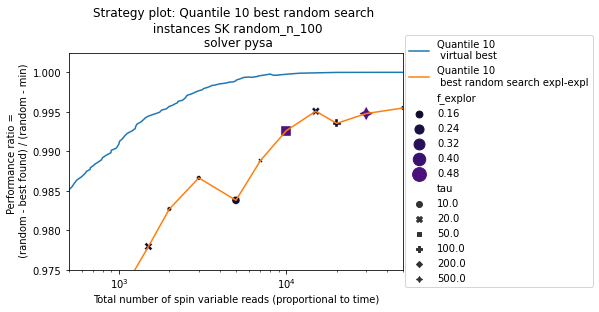 Strategy plot: Quantile 10 best random search
instances SK random_n_100
solver pysa
Performance ratio =
(random - best found) / (random - min)
1.000
0.995
0.990
0.985
0.980
0.975
10³
10⁴
Total number of spin variable reads (proportional to time)
Quantile 10
virtual best
Quantile 10
best random search expl-expl
f_explor
0.16
0.24
0.32
0.40
0.48
tau
10.0
20.0
50.0
100.0
200.0
500.0